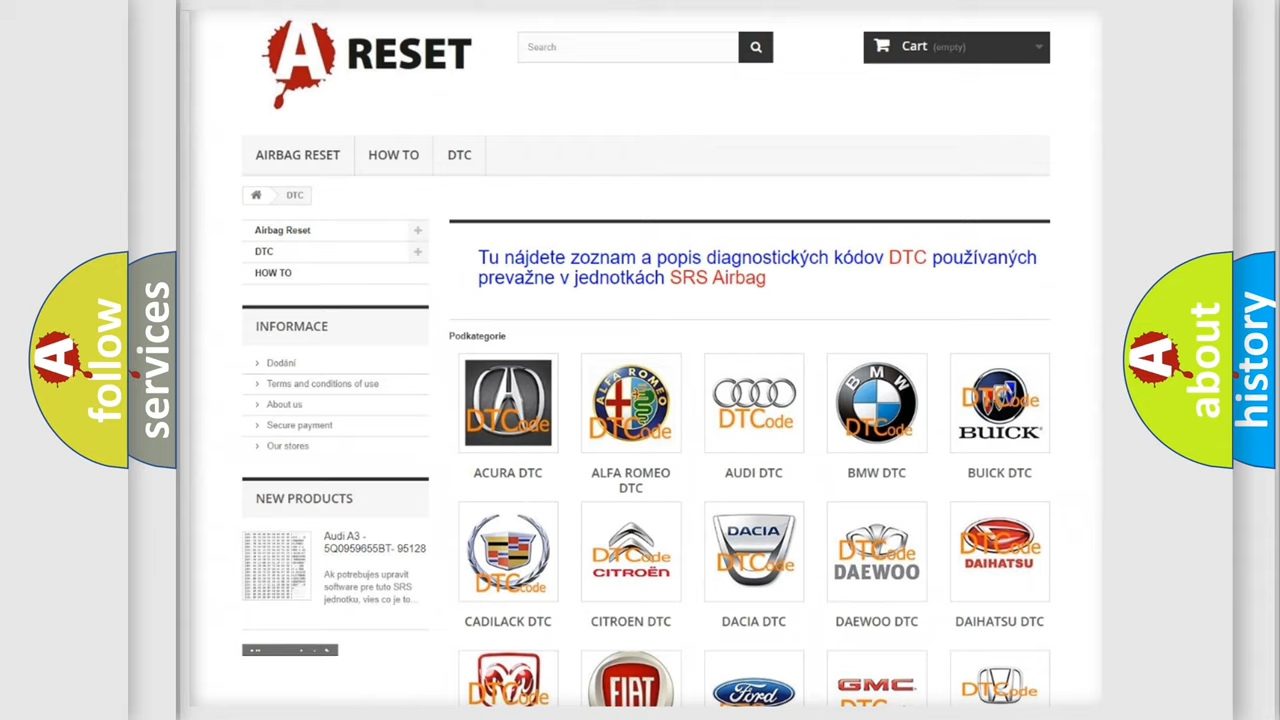 A RESET
Search
Cart (empty)
AIRBAG RESET
HOW TO
DTC
DTC
Airbag Reset
DTC
HOW TO
INFORMACE
Dodání
Terms and conditions of use
About us
Secure payment
Our stores
NEW PRODUCTS
Audi A3 -
5Q0959655BT- 95128
Ak potrebujes upravit
software pre tuto SRS
jednotku, vies co je to...
Tu nájdete zoznam a popis diagnostických kódov DTC používaných
prevažne v jednotkách SRS Airbag
Podkategorie
DTCode
ALFA ROMEO
DTCode
DTCode
BMW
DTCode
DTCode
BUICK
ACURA DTC
ALFA ROMEO
DTC
AUDI DTC
BMW DTC
BUICK DTC
DTCode
DTCode
CITROËN
DACIA
DTCode
DTCode
DAEWOO
DTCode
DAIHATSU
CADILACK DTC
CITROEN DTC
DACIA DTC
DAEWOO DTC
DAIHATSU DTC
DTCode
FIAT
Ford
GMC
DTCode
A follow
services
A about
history